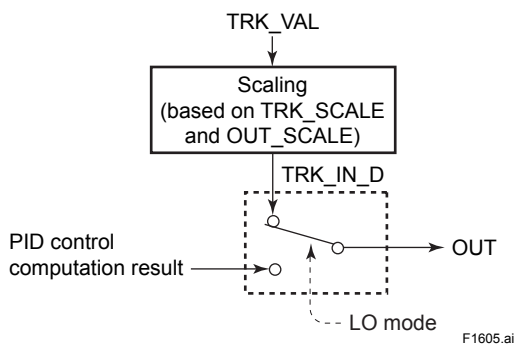 TRK_VAL
Scaling
(based on TRK_SCALE
and OUT_SCALE)
TRK_IN_D
PID control
computation result
OUT
LO mode
F1605.ai